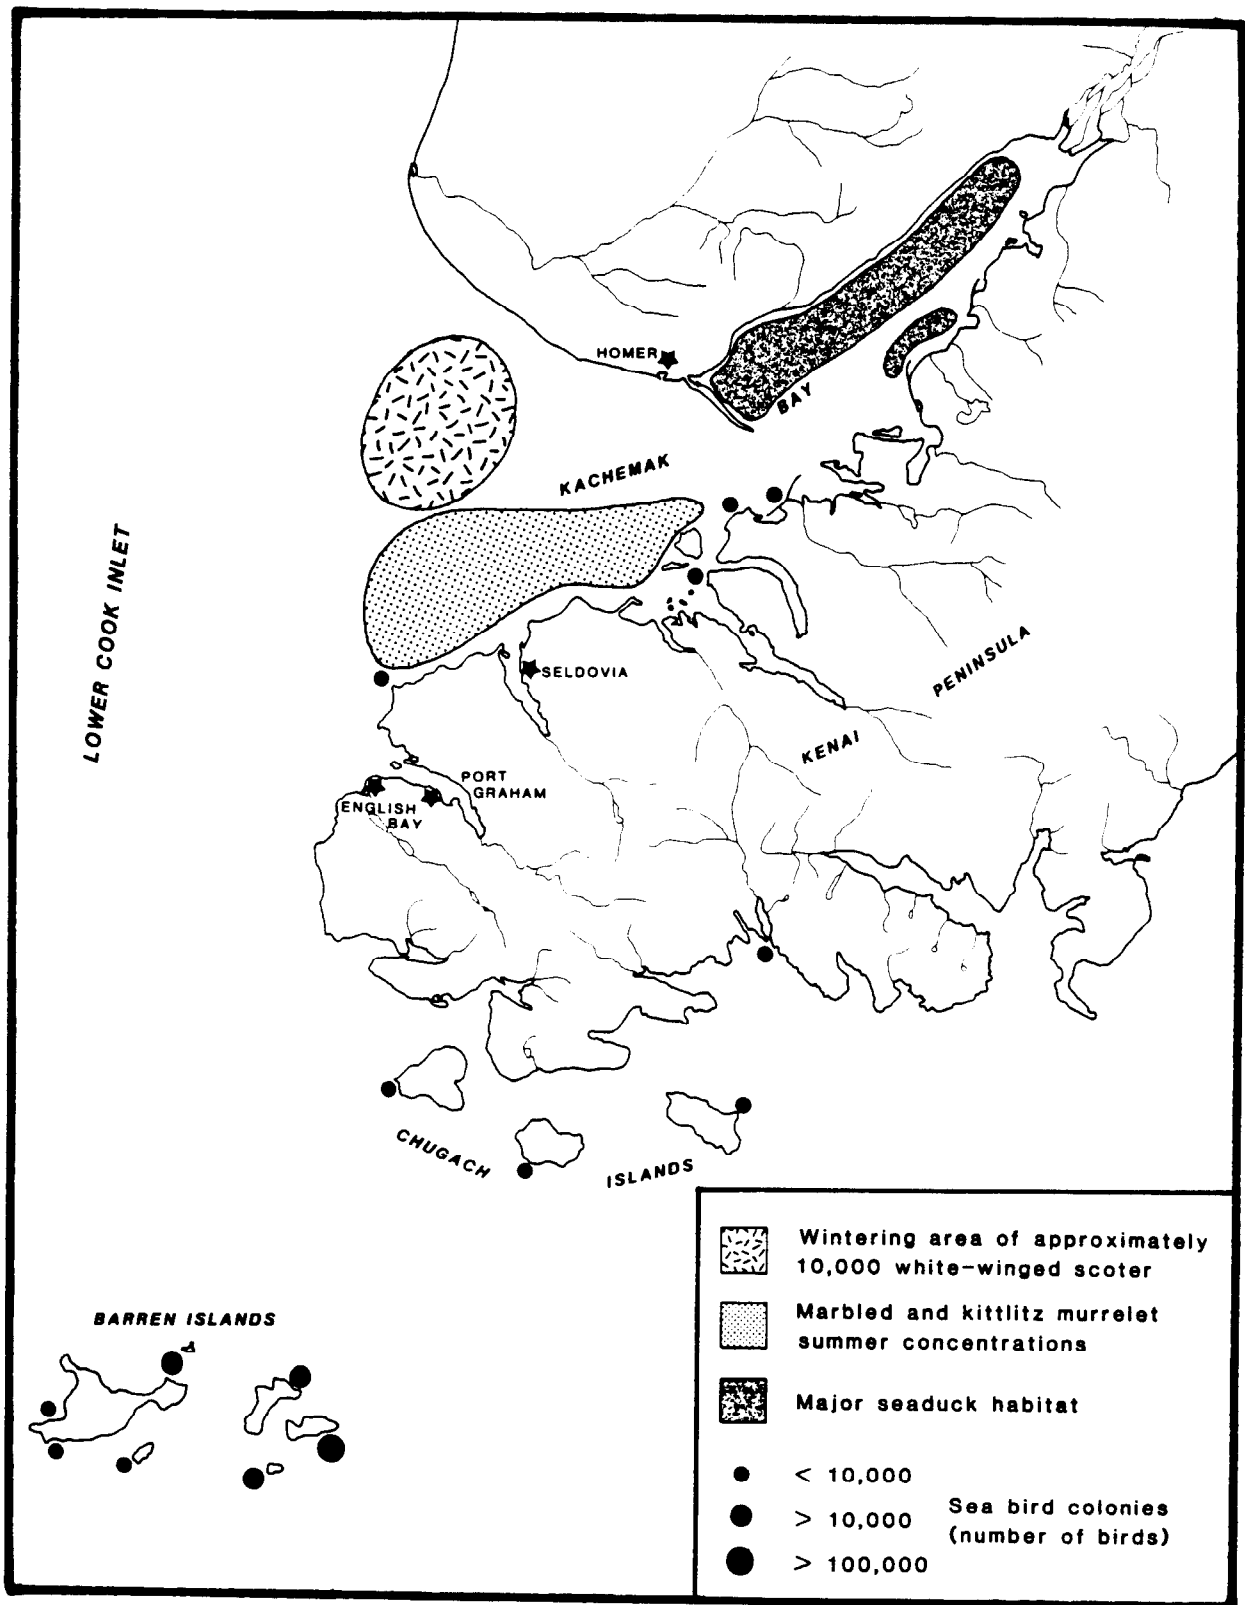 HOMER
BAY
KACHEMAK
LOWER COOK INLET
PENINSULA
SELDOVIA
KENAI
PORT
GRAHAM
ENGLISH
BAY
CHUGACH
ISLANDS
Wintering area of approximately
10,000 white-winged scoter
Marbled and kittlitz murrelet
summer concentrations
BARREN ISLANDS
Major seaduck habitat
< 10,000
> 10,000
> 100,000
Sea bird colonies
(number of birds)